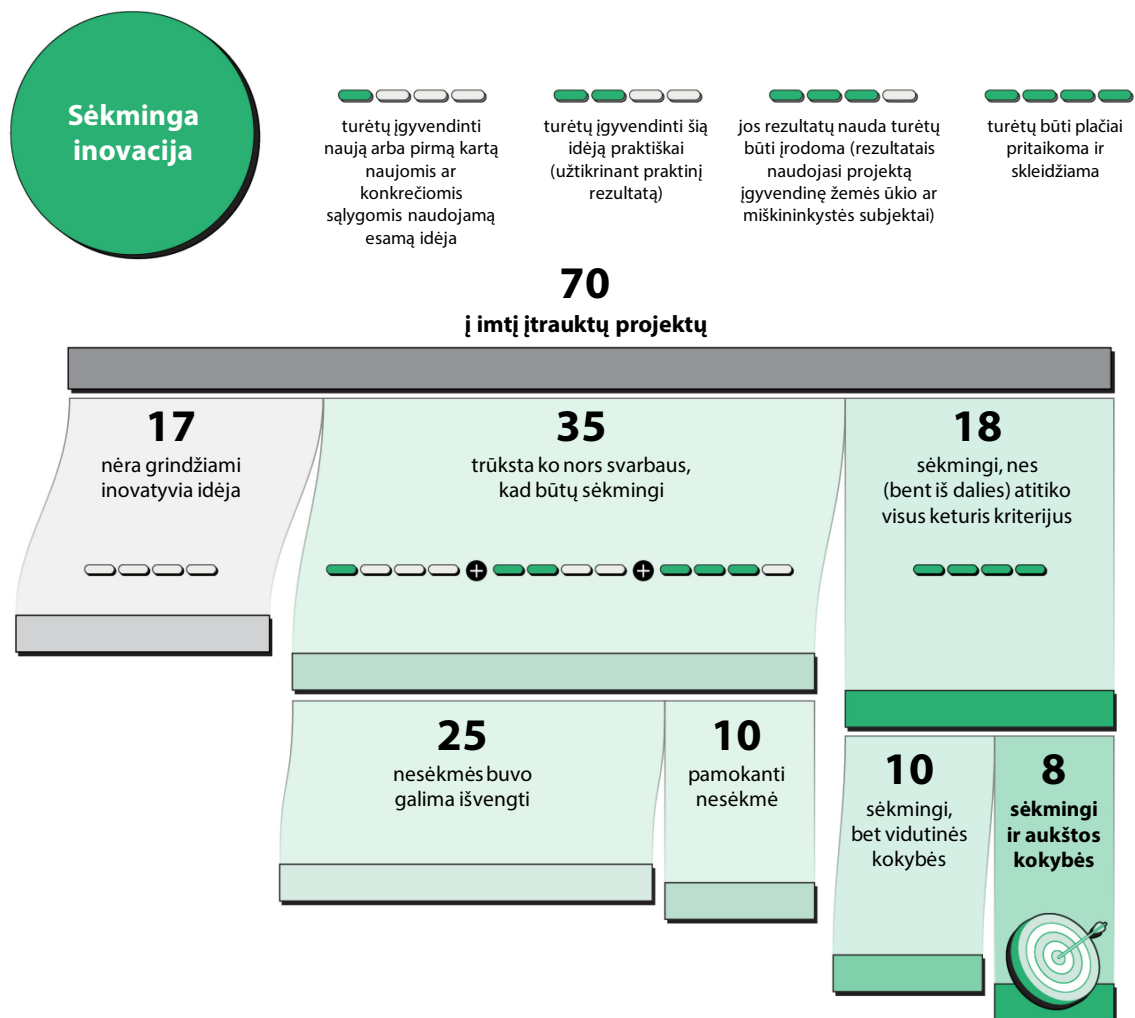 Sėkminga
inovacija
turėtų įgyvendinti
naują arba pirmą kartą
naujomis ar
konkrečiomis
sąlygomis naudojamą
esamą idėja
turėtų įgyvendinti šią
idėją praktiškai
(užtikrinant praktinį
rezultatą)
jos rezultatų nauda turėtų
būti įrodoma (rezultatais
naudojasi projektą
įgyvendinę žemės ūkio ar
miškininkystės subjektai)
turėtų būti plačiai
pritaikoma ir
skleidžiama
70
į imtį įtrauktų projektų
17
nėra grindžiami
inovatyvia idėja
35
trūksta ko nors svarbaus,
kad būtų sėkmingi
18
sėkmingi, nes
(bent iš dalies) atitiko
visus keturis kriterijus
25
nesėkmės buvo
galima išvengti
10
pamokanti
nesėkmė
10
sėkmingi,
bet vidutinės
kokybės
8
sėkmingi
ir aukštos
kokybės